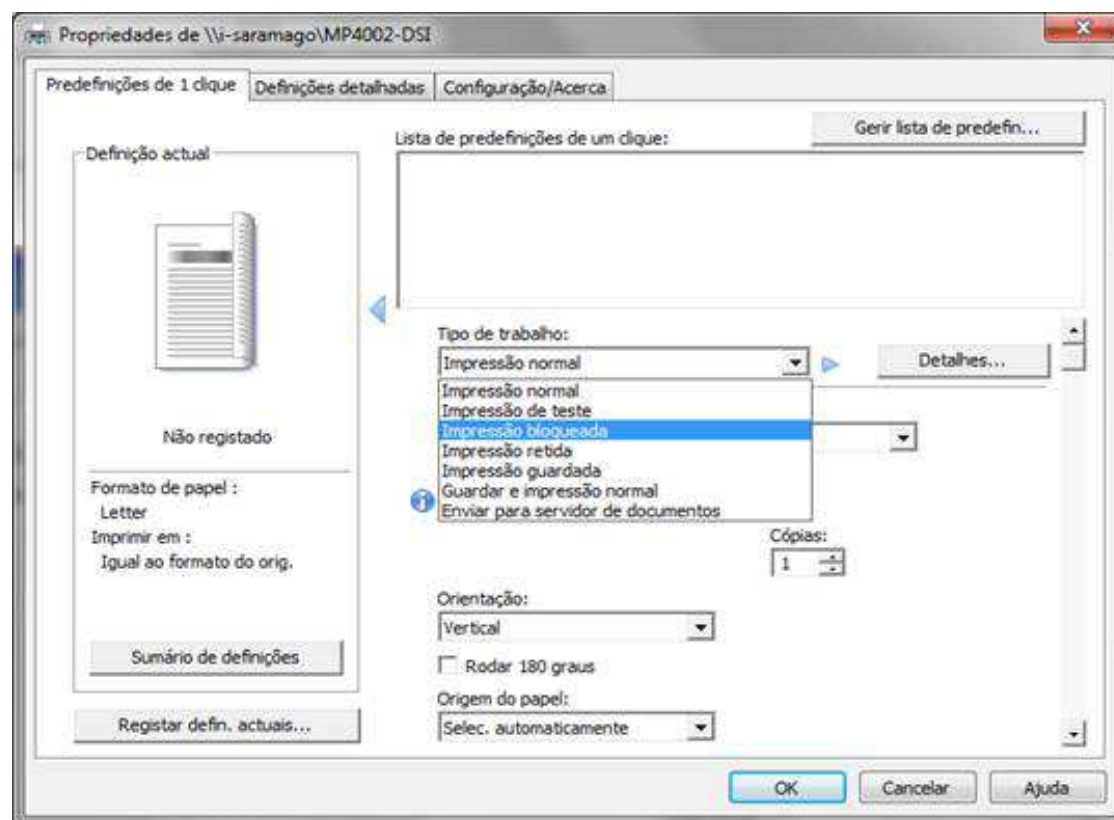 Propriedades de \\i-saramago\MP4002-DSI
Predefinições de 1 clique
Definições detalhadas
Configuração/Acerca
Gerir lista de predefin...
Lista de predefinições de um clique:
Definição actual
Não registado
Formato de papel :
Letter
Imprimir em :
Igual ao formato do orig.
Sumário de definições
Registar defin. actuais...
Tipo de trabalho:
Impressão normal
Detalhes...
Impressão normal
Impressão de teste
Impressão bloqueada
Impressão retida
Impressão guardada
Guardar e impressão normal
Enviar para servidor de documentos
Cópias:
1
Orientação:
Vertical
Rodar 180 graus
Origem do papel:
Selec. automaticamente
OK
Cancelar
Ajuda